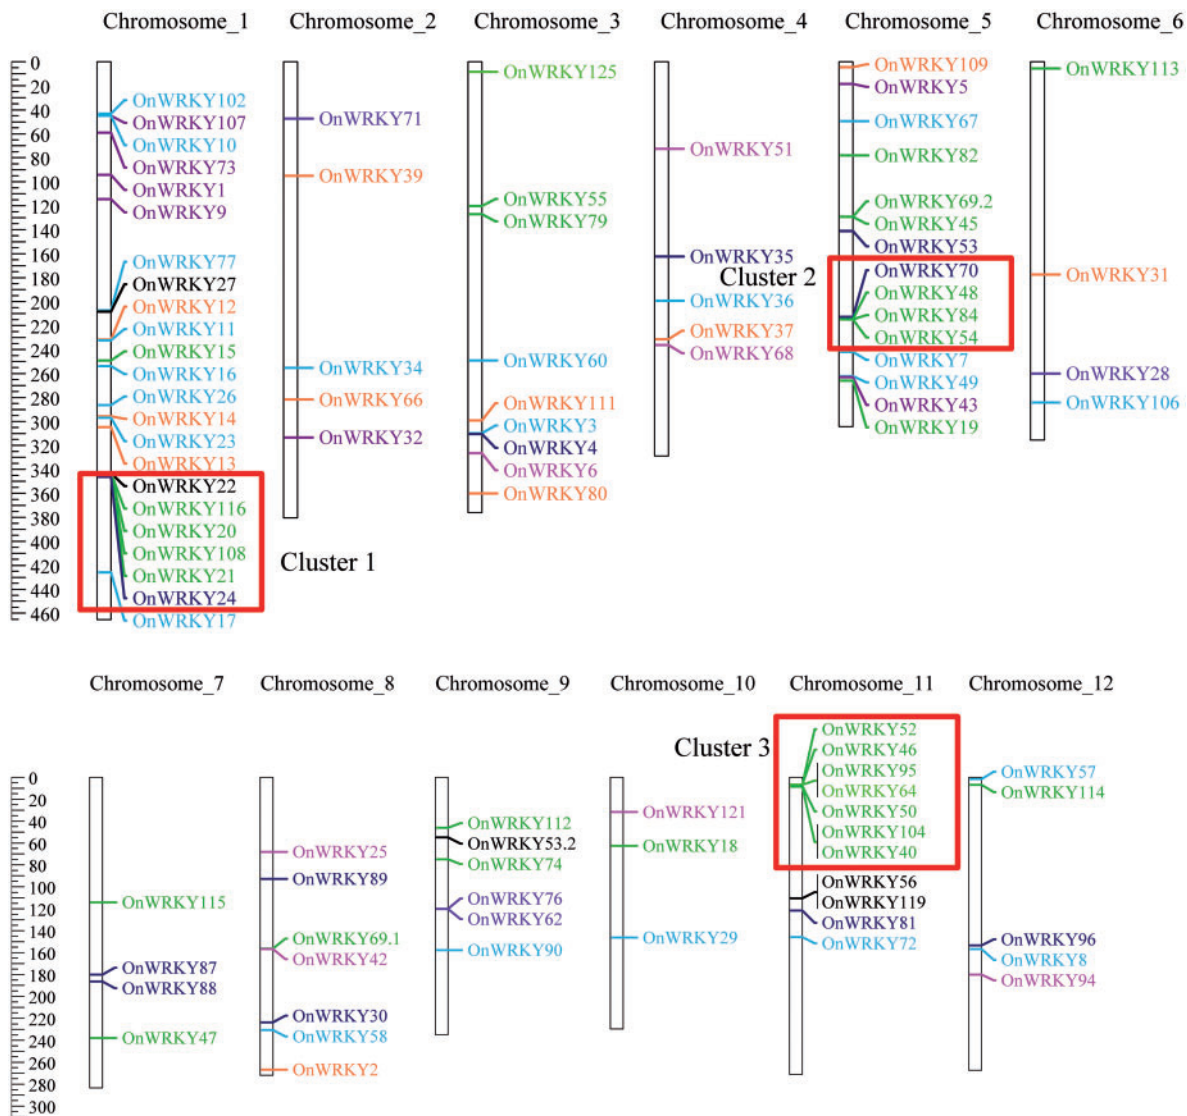 Chromosome_1 Chromosome_2 Chromosome_3 Chromosome_4 Chromosome_5 Chromosome_6
0
20
40
60
80
100
120
140
160
180
200
220
240
260
280
300
320
340
360
380
400
420
440
460
OnWRKY102
OnWRKY107
OnWRKY10
OnWRKY73
OnWRKY1
OnWRKY9
OnWRKY77
OnWRKY27
OnWRKY12
OnWRKY11
OnWRKY15
OnWRKY16
OnWRKY26
OnWRKY14
OnWRKY23
OnWRKY13
OnWRKY22
OnWRKY116
OnWRKY20
OnWRKY108
OnWRKY21
OnWRKY24
OnWRKY17
Cluster 1
OnWRKY71
OnWRKY39
OnWRKY34
OnWRKY66
OnWRKY32
OnWRKY125
OnWRKY55
OnWRKY79
OnWRKY60
OnWRKY111
OnWRKY3
OnWRKY4
OnWRKY6
OnWRKY80
OnWRKY51
OnWRKY35
OnWRKY36
OnWRKY37
OnWRKY68
Cluster 2
OnWRKY109
OnWRKY5
OnWRKY67
OnWRKY82
OnWRKY69.2
OnWRKY45
OnWRKY53
OnWRKY70
OnWRKY48
OnWRKY84
OnWRKY54
OnWRKY7
OnWRKY49
OnWRKY43
OnWRKY19
OnWRKY113
OnWRKY31
OnWRKY28
OnWRKY106
Chromosome_7 Chromosome_8 Chromosome_9 Chromosome_10 Chromosome_11 Chromosome_12
0
20
40
60
80
100
120
140
160
180
200
220
240
260
280
300
OnWRKY115
OnWRKY87
OnWRKY88
OnWRKY47
OnWRKY25
OnWRKY89
OnWRKY69.1
OnWRKY42
OnWRKY30
OnWRKY58
OnWRKY2
OnWRKY112
OnWRKY53.2
OnWRKY74
OnWRKY76
OnWRKY62
OnWRKY90
OnWRKY121
OnWRKY18
OnWRKY29
Cluster 3
OnWRKY52
OnWRKY46
OnWRKY95
OnWRKY64
OnWRKY50
OnWRKY104
OnWRKY40
OnWRKY56
OnWRKY119
OnWRKY81
OnWRKY72
OnWRKY57
OnWRKY114
OnWRKY96
OnWRKY8
OnWRKY94